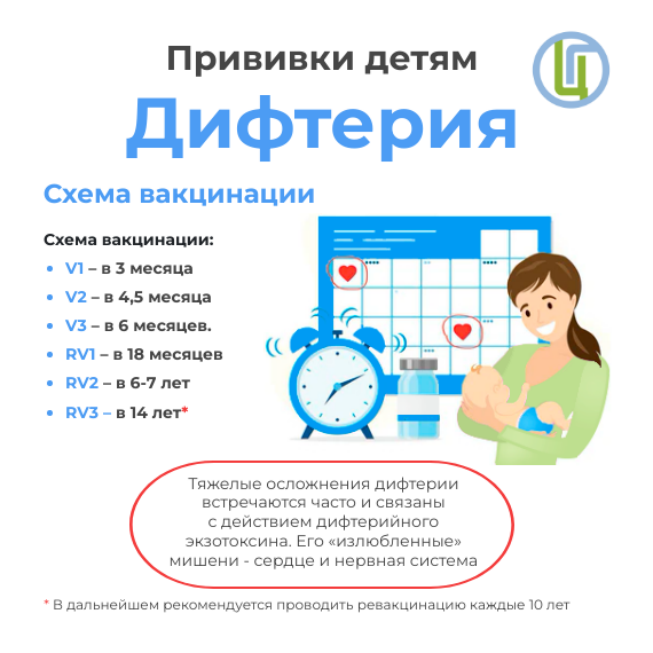 Прививки детям
Дифтерия
Схема вакцинации
Схема вакцинации:
• V1 – в 3 месяца
• V2 – в 4,5 месяца
• V3 – в 6 месяцев.
• RV1 – в 18 месяцев
• RV2 – в 6-7 лет
• RV3 – в 14 лет*
Тяжелые осложнения дифтерии
встречаются часто и связаны
с действием дифтерийного
экзотоксина. Его «излюбленные»
мишени - сердце и нервная система
* В дальнейшем рекомендуется проводить ревакцинацию каждые 10 лет